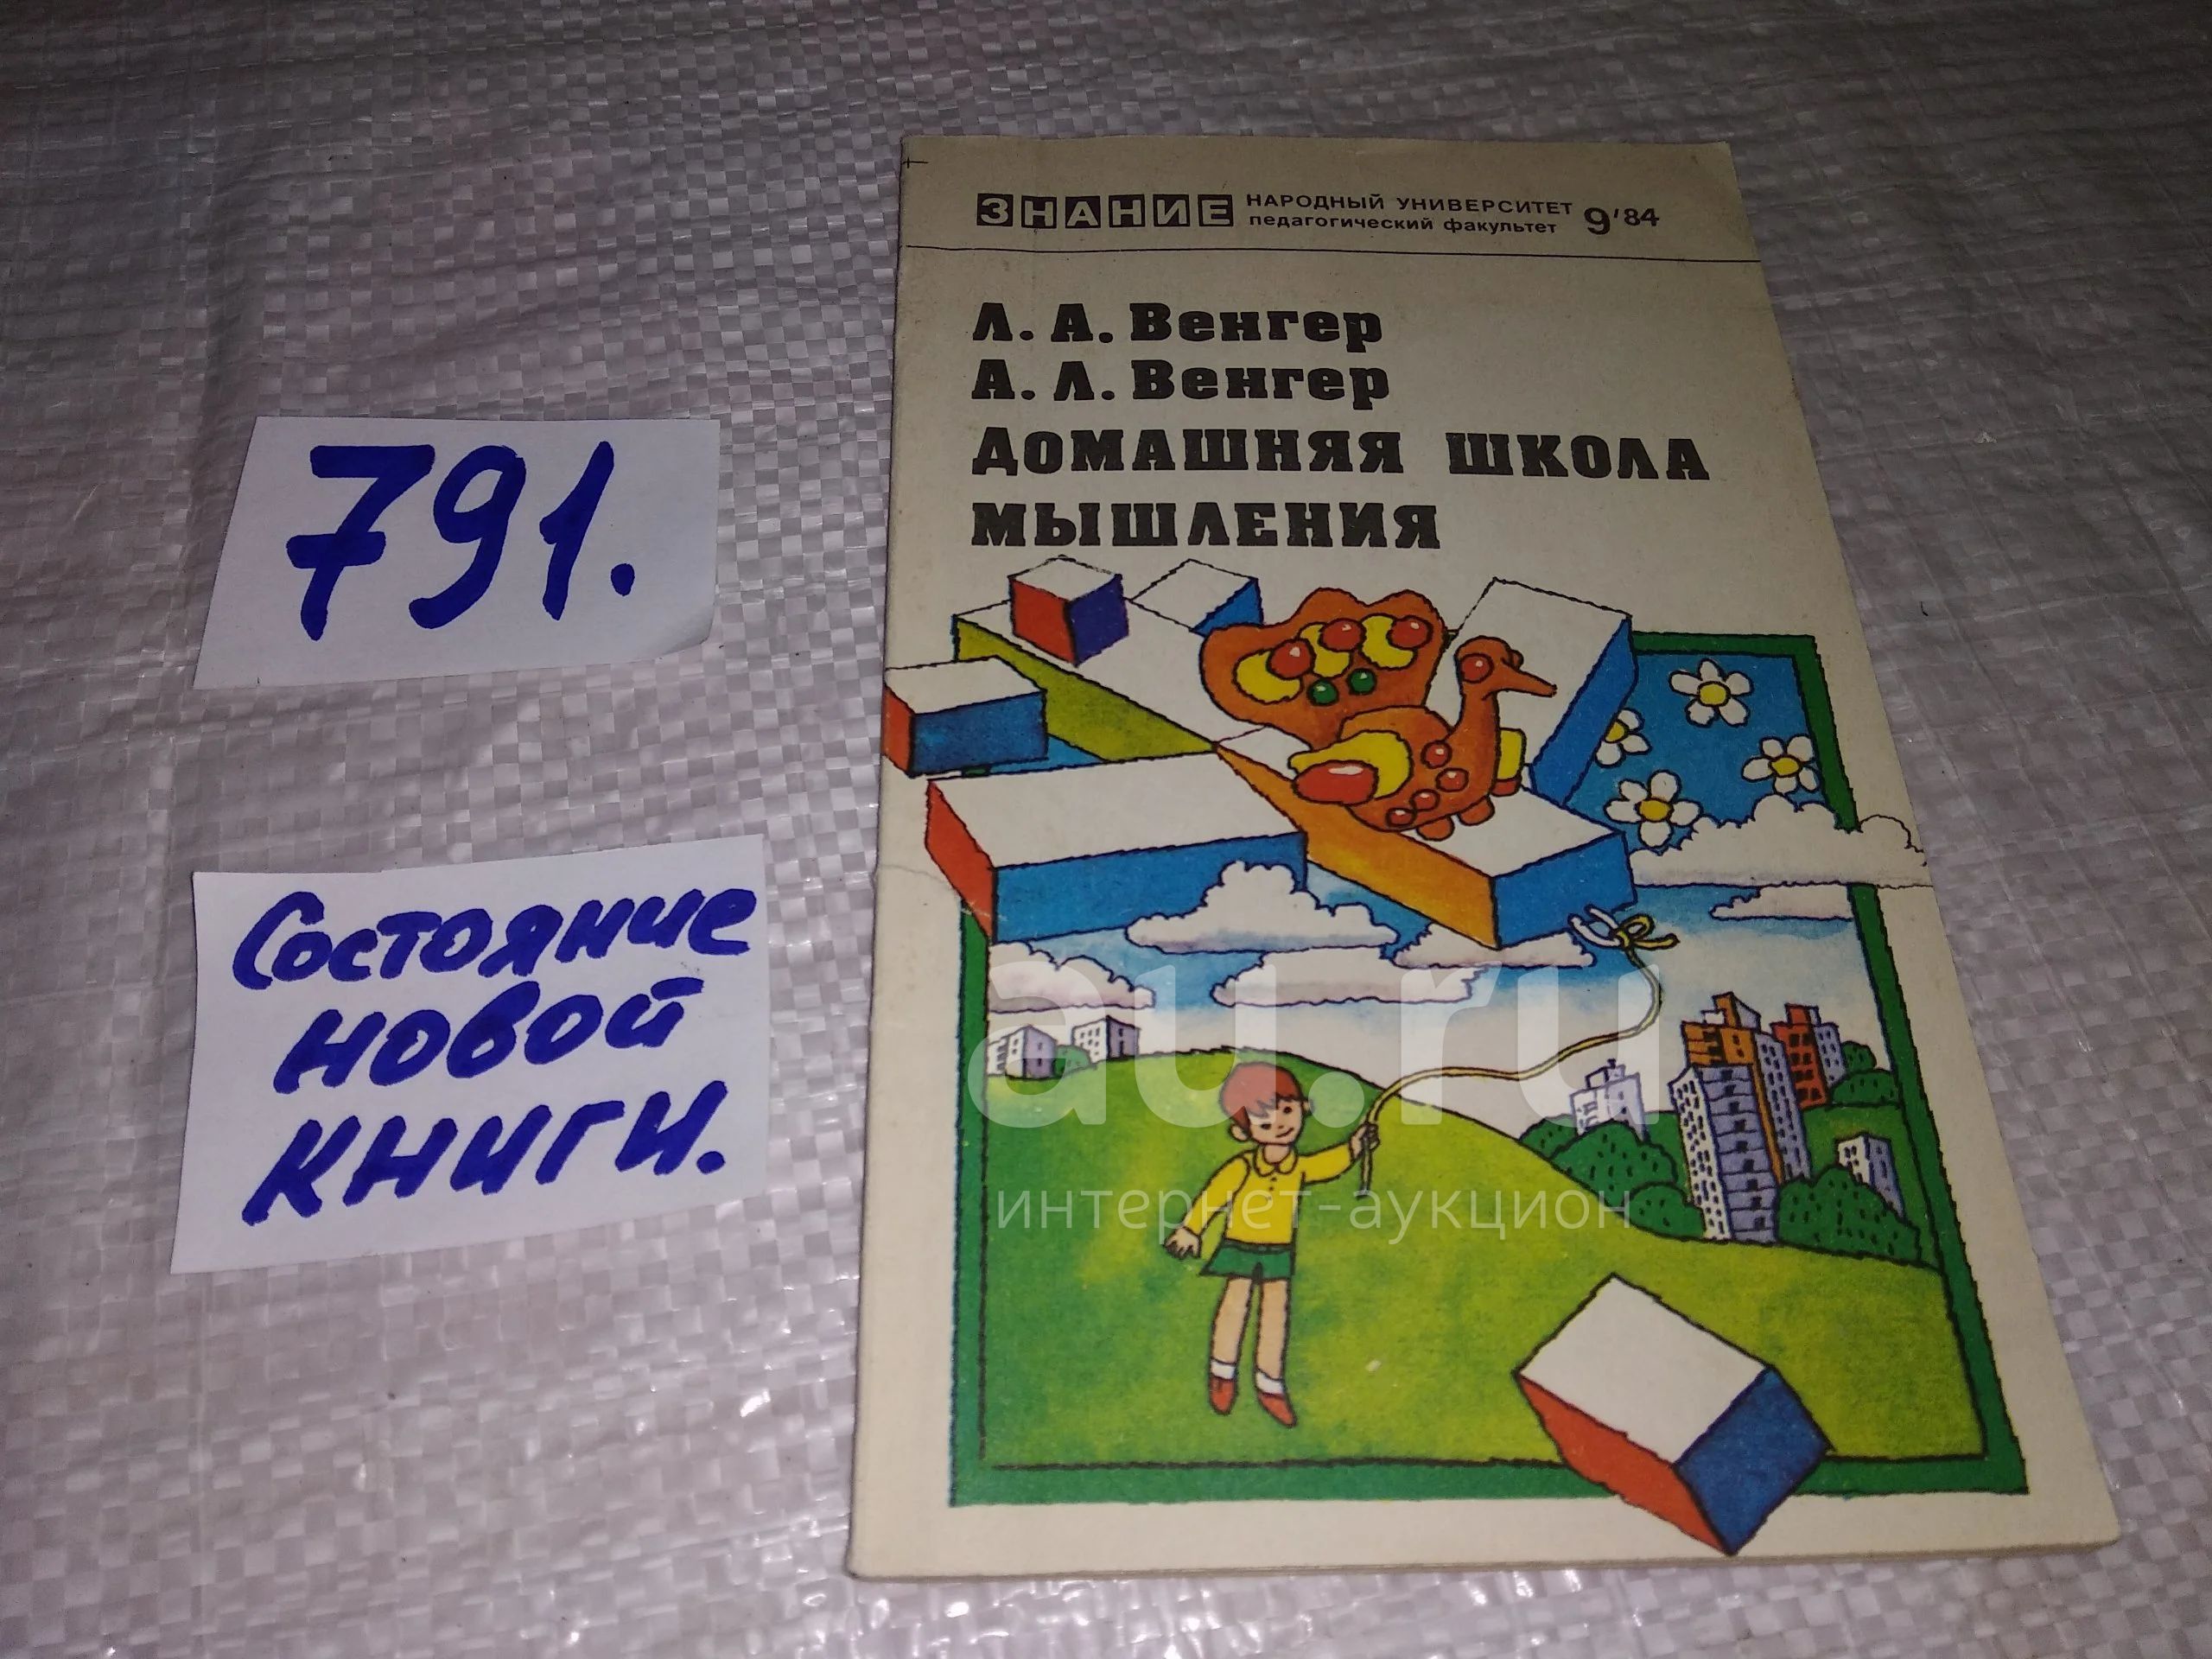 ЗНАНИЕ НАРОДНЫЙ УНИВЕРСИТЕТ
педагогический факультет 9'84
Л. А. Венгер
А. Л. Венгер
ДОМАШНЯЯ ШКОЛА
МЫШЛЕНИЯ
791.
Состояние
новой
книги.
au.ru
интернет-аукцион